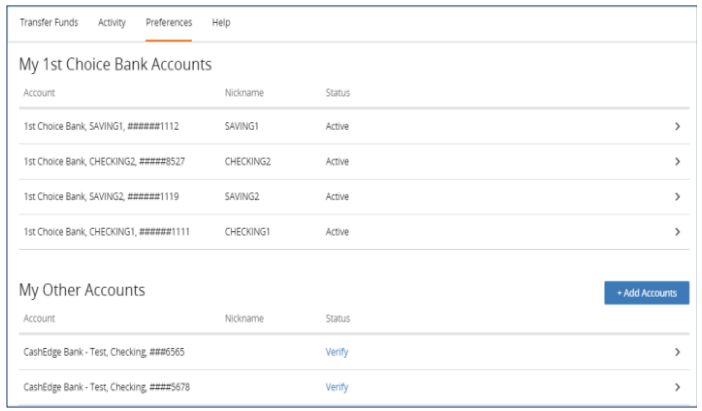 Transfer Funds Activity Preferences Help
My 1st Choice Bank Accounts
Account Nickname Status
1st Choice Bank, SAVING1, ######1112 SAVING1 Active >
1st Choice Bank, CHECKING2, #####8527 CHECKING2 Active >
1st Choice Bank, SAVING2, ######1119 SAVING2 Active >
1st Choice Bank, CHECKING1, ######1111 CHECKING1 Active >
My Other Accounts + Add Accounts
Account Nickname Status
CashEdge Bank - Test, Checking, ###6565 Verify >
CashEdge Bank - Test, Checking, ####5678 Verify >